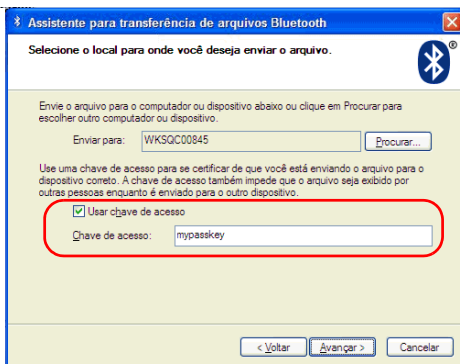 Assistente para transferência de arquivos Bluetooth
Selecione o local para onde você deseja enviar o arquivo.
Envie o arquivo para o computador ou dispositivo abaixo ou clique em Procurar para
escolher outro computador ou dispositivo.
Enviar para: WKSQC00845 Procurar...
Use uma chave de acesso para se certificar de que você está enviando o arquivo para o
dispositivo correto. A chave de acesso também impede que o arquivo seja exibido por
outras pessoas enquanto é enviado para o outro dispositivo.
Usar chave de acesso
Chave de acesso: mypasskey
< Voltar Avançar > Cancelar